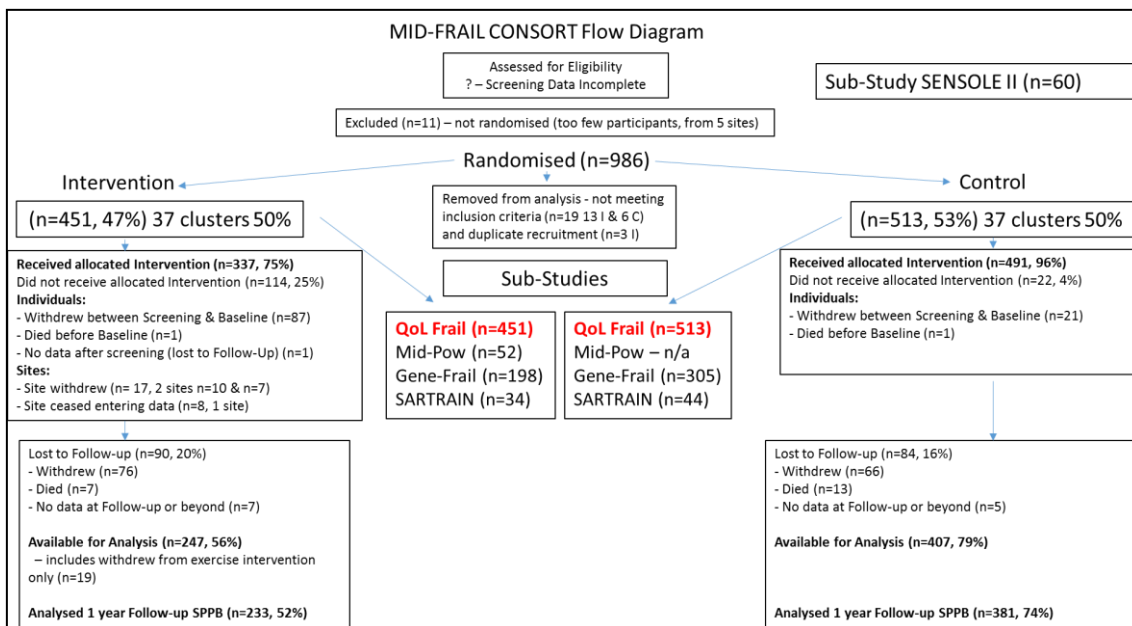 MID-FRAIL CONSORT Flow Diagram
Assessed for Eligibility
? – Screening Data Incomplete
Sub-Study SENSOLE II (n=60)
Excluded (n=11) – not randomised (too few participants, from 5 sites)
Randomised (n=986)
Intervention
Control
Removed from analysis - not meeting
inclusion criteria (n=19 13 I & 6 C)
and duplicate recruitment (n=3 I)
(n=451, 47%) 37 clusters 50%
(n=513, 53%) 37 clusters 50%
Received allocated Intervention (n=337, 75%)
Did not receive allocated Intervention (n=114, 25%)
Individuals:
- Withdrew between Screening & Baseline (n=87)
- Died before Baseline (n=1)
- No data after screening (lost to Follow-Up) (n=1)
Sites:
- Site withdrew (n= 17, 2 sites n=10 & n=7)
- Site ceased entering data (n=8, 1 site)
Sub-Studies
QoL Frail (n=451)
Mid-Pow (n=52)
Gene-Frail (n=198)
SARTRAIN (n=34)
QoL Frail (n=513)
Mid-Pow – n/a
Gene-Frail (n=305)
SARTRAIN (n=44)
Received allocated Intervention (n=491, 96%)
Did not receive allocated Intervention (n=22, 4%)
Individuals:
- Withdrew between Screening & Baseline (n=21)
- Died before Baseline (n=1)
Lost to Follow-up (n=90, 20%)
- Withdrew (n=76)
- Died (n=7)
- No data at Follow-up or beyond (n=7)
Available for Analysis (n=247, 56%)
– includes withdrew from exercise intervention
only (n=19)
Analysed 1 year Follow-up SPPB (n=233, 52%)
Lost to Follow-up (n=84, 16%)
- Withdrew (n=66)
- Died (n=13)
- No data at Follow-up or beyond (n=5)
Available for Analysis (n=407, 79%)
Analysed 1 year Follow-up SPPB (n=381, 74%)